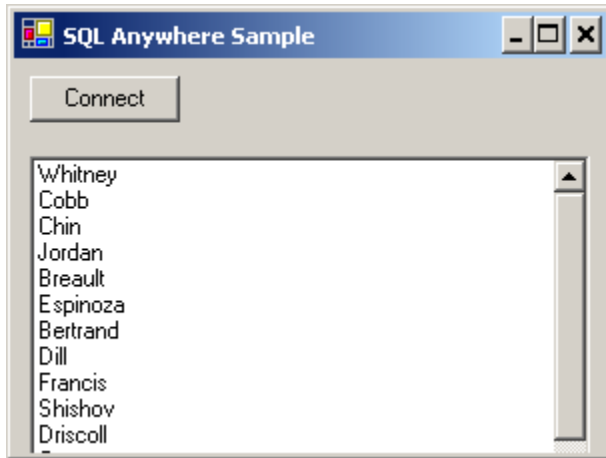 SQL Anywhere Sample
Connect
Whitney
Cobb
Chin
Jordan
Breault
Espinoza
Bertrand
Dill
Francis
Shishov
Driscoll